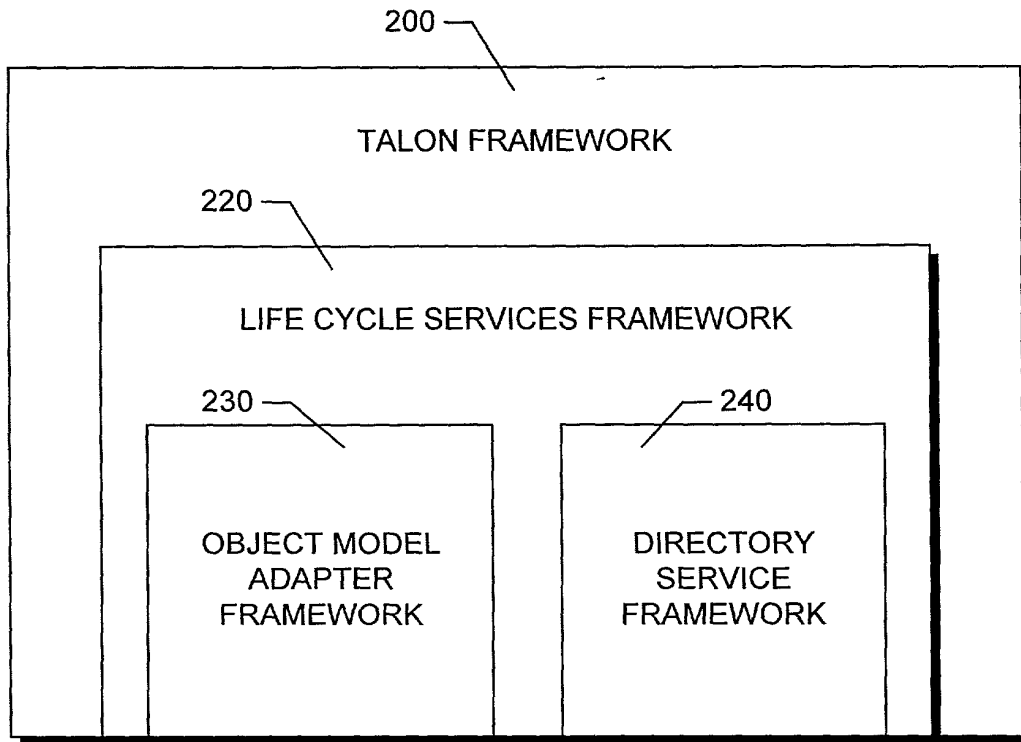 200
TALON FRAMEWORK
220
LIFE CYCLE SERVICES FRAMEWORK
230
240
OBJECT MODEL
ADAPTER
FRAMEWORK
DIRECTORY
SERVICE
FRAMEWORK